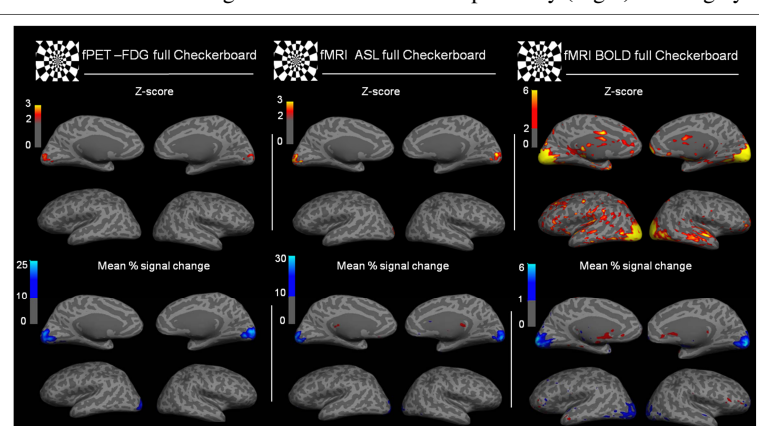 fPET –FDG full Checkerboard
fMRI ASL full Checkerboard
fMRI BOLD full Checkerboard
Z-score
Z-score
Z-score
3
2
0
3
2
0
6
2
0
Mean % signal change
Mean % signal change
Mean % signal change
25
10
0
30
10
0
6
1
0